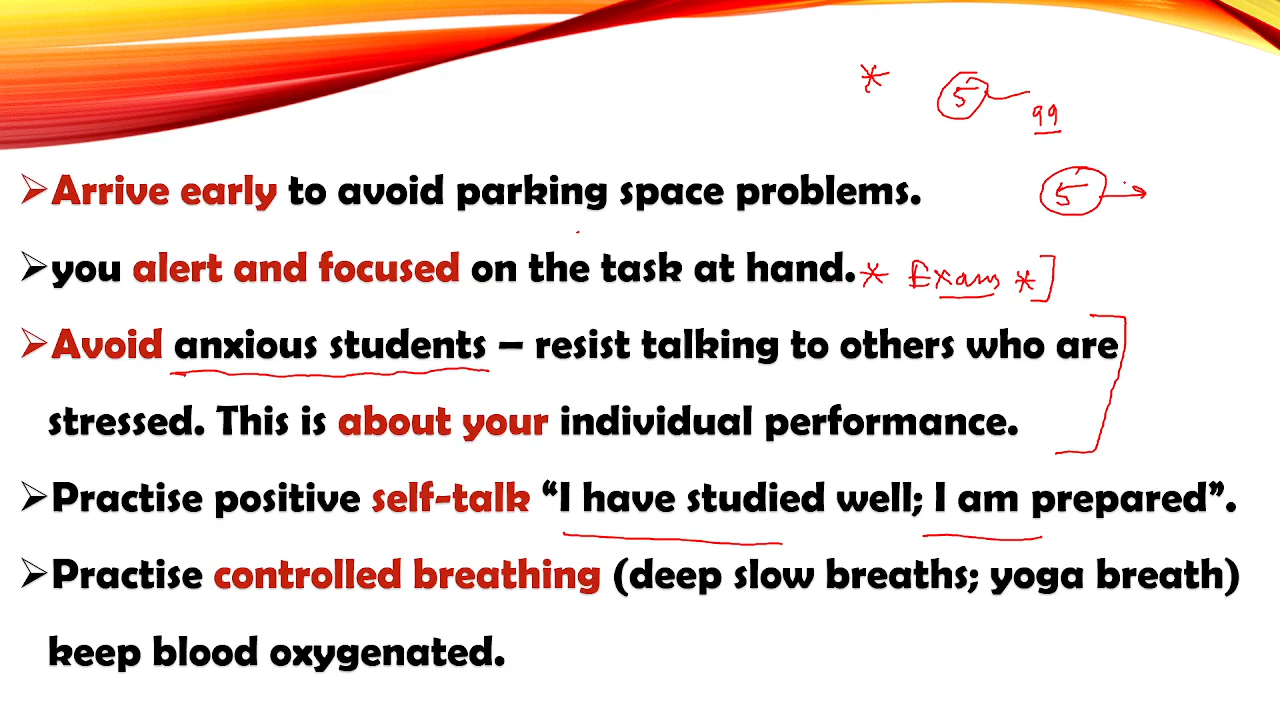 * 5 99
➢Arrive early to avoid parking space problems. 5
➢you alert and focused on the task at hand. * Exam *]
➢Avoid anxious students – resist talking to others who are
stressed. This is about your individual performance.
➢Practise positive self-talk “I have studied well; I am prepared”.
➢Practise controlled breathing (deep slow breaths; yoga breath)
keep blood oxygenated.